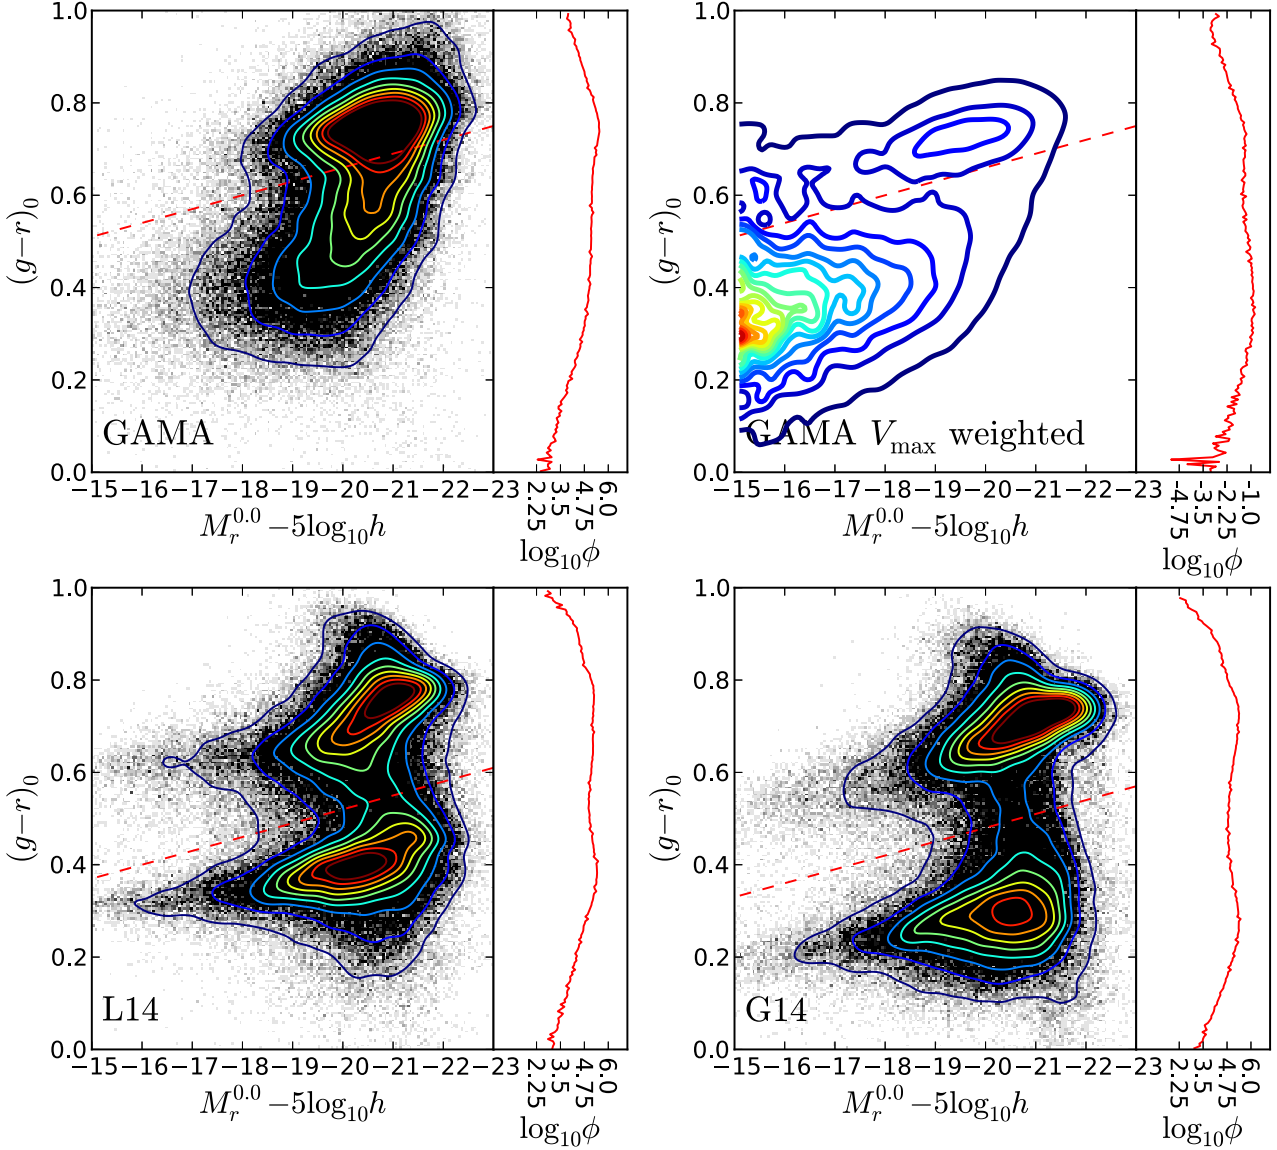 1.0
0.8
0.6
0.4
0.2
0.0
(g−r)₀
GAMA
−15 −16 −17 −18 −19 −20 −21 −22 −23
M_r^{0.0} −5log₁₀h
2.25 3.5 4.75 6.0
log₁₀ϕ
GAMA V_max weighted
−15 −16 −17 −18 −19 −20 −21 −22 −23
M_r^{0.0} −5log₁₀h
−4.75 −3.5 −2.25 −1.0
log₁₀ϕ
1.0
0.8
0.6
0.4
0.2
0.0
(g−r)₀
1.0
0.8
0.6
0.4
0.2
0.0
(g−r)₀
L14
−15 −16 −17 −18 −19 −20 −21 −22 −23
M_r^{0.0} −5log₁₀h
2.25 3.5 4.75 6.0
log₁₀ϕ
1.0
0.8
0.6
0.4
0.2
0.0
(g−r)₀
G14
−15 −16 −17 −18 −19 −20 −21 −22 −23
M_r^{0.0} −5log₁₀h
2.25 3.5 4.75 6.0
log₁₀ϕ